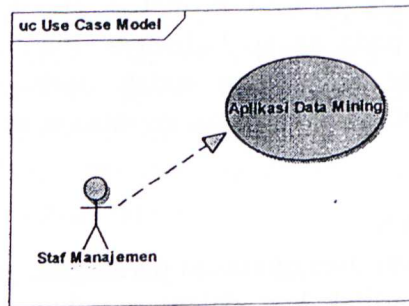 uc Use Case Model
Aplikasi Data Mining
Staf Manajemen